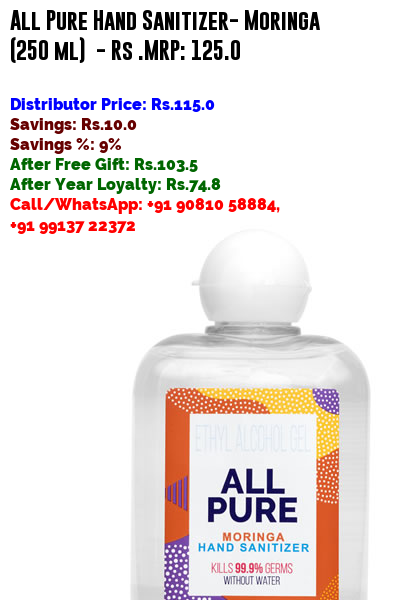 All Pure Hand Sanitizer- Moringa
(250 ml)  - Rs .MRP: 125.0
Distributor Price: Rs.115.0
Savings: Rs.10.0
Savings %: 9%
After Free Gift: Rs.103.5
After Year Loyalty: Rs.74.8
Call/WhatsApp: +91 90810 58884,
+91 99137 22372
ETHYL ALCOHOL GEL
ALL
PURE
MORINGA
HAND SANITIZER
KILLS 99.9% GERMS
WITHOUT WATER